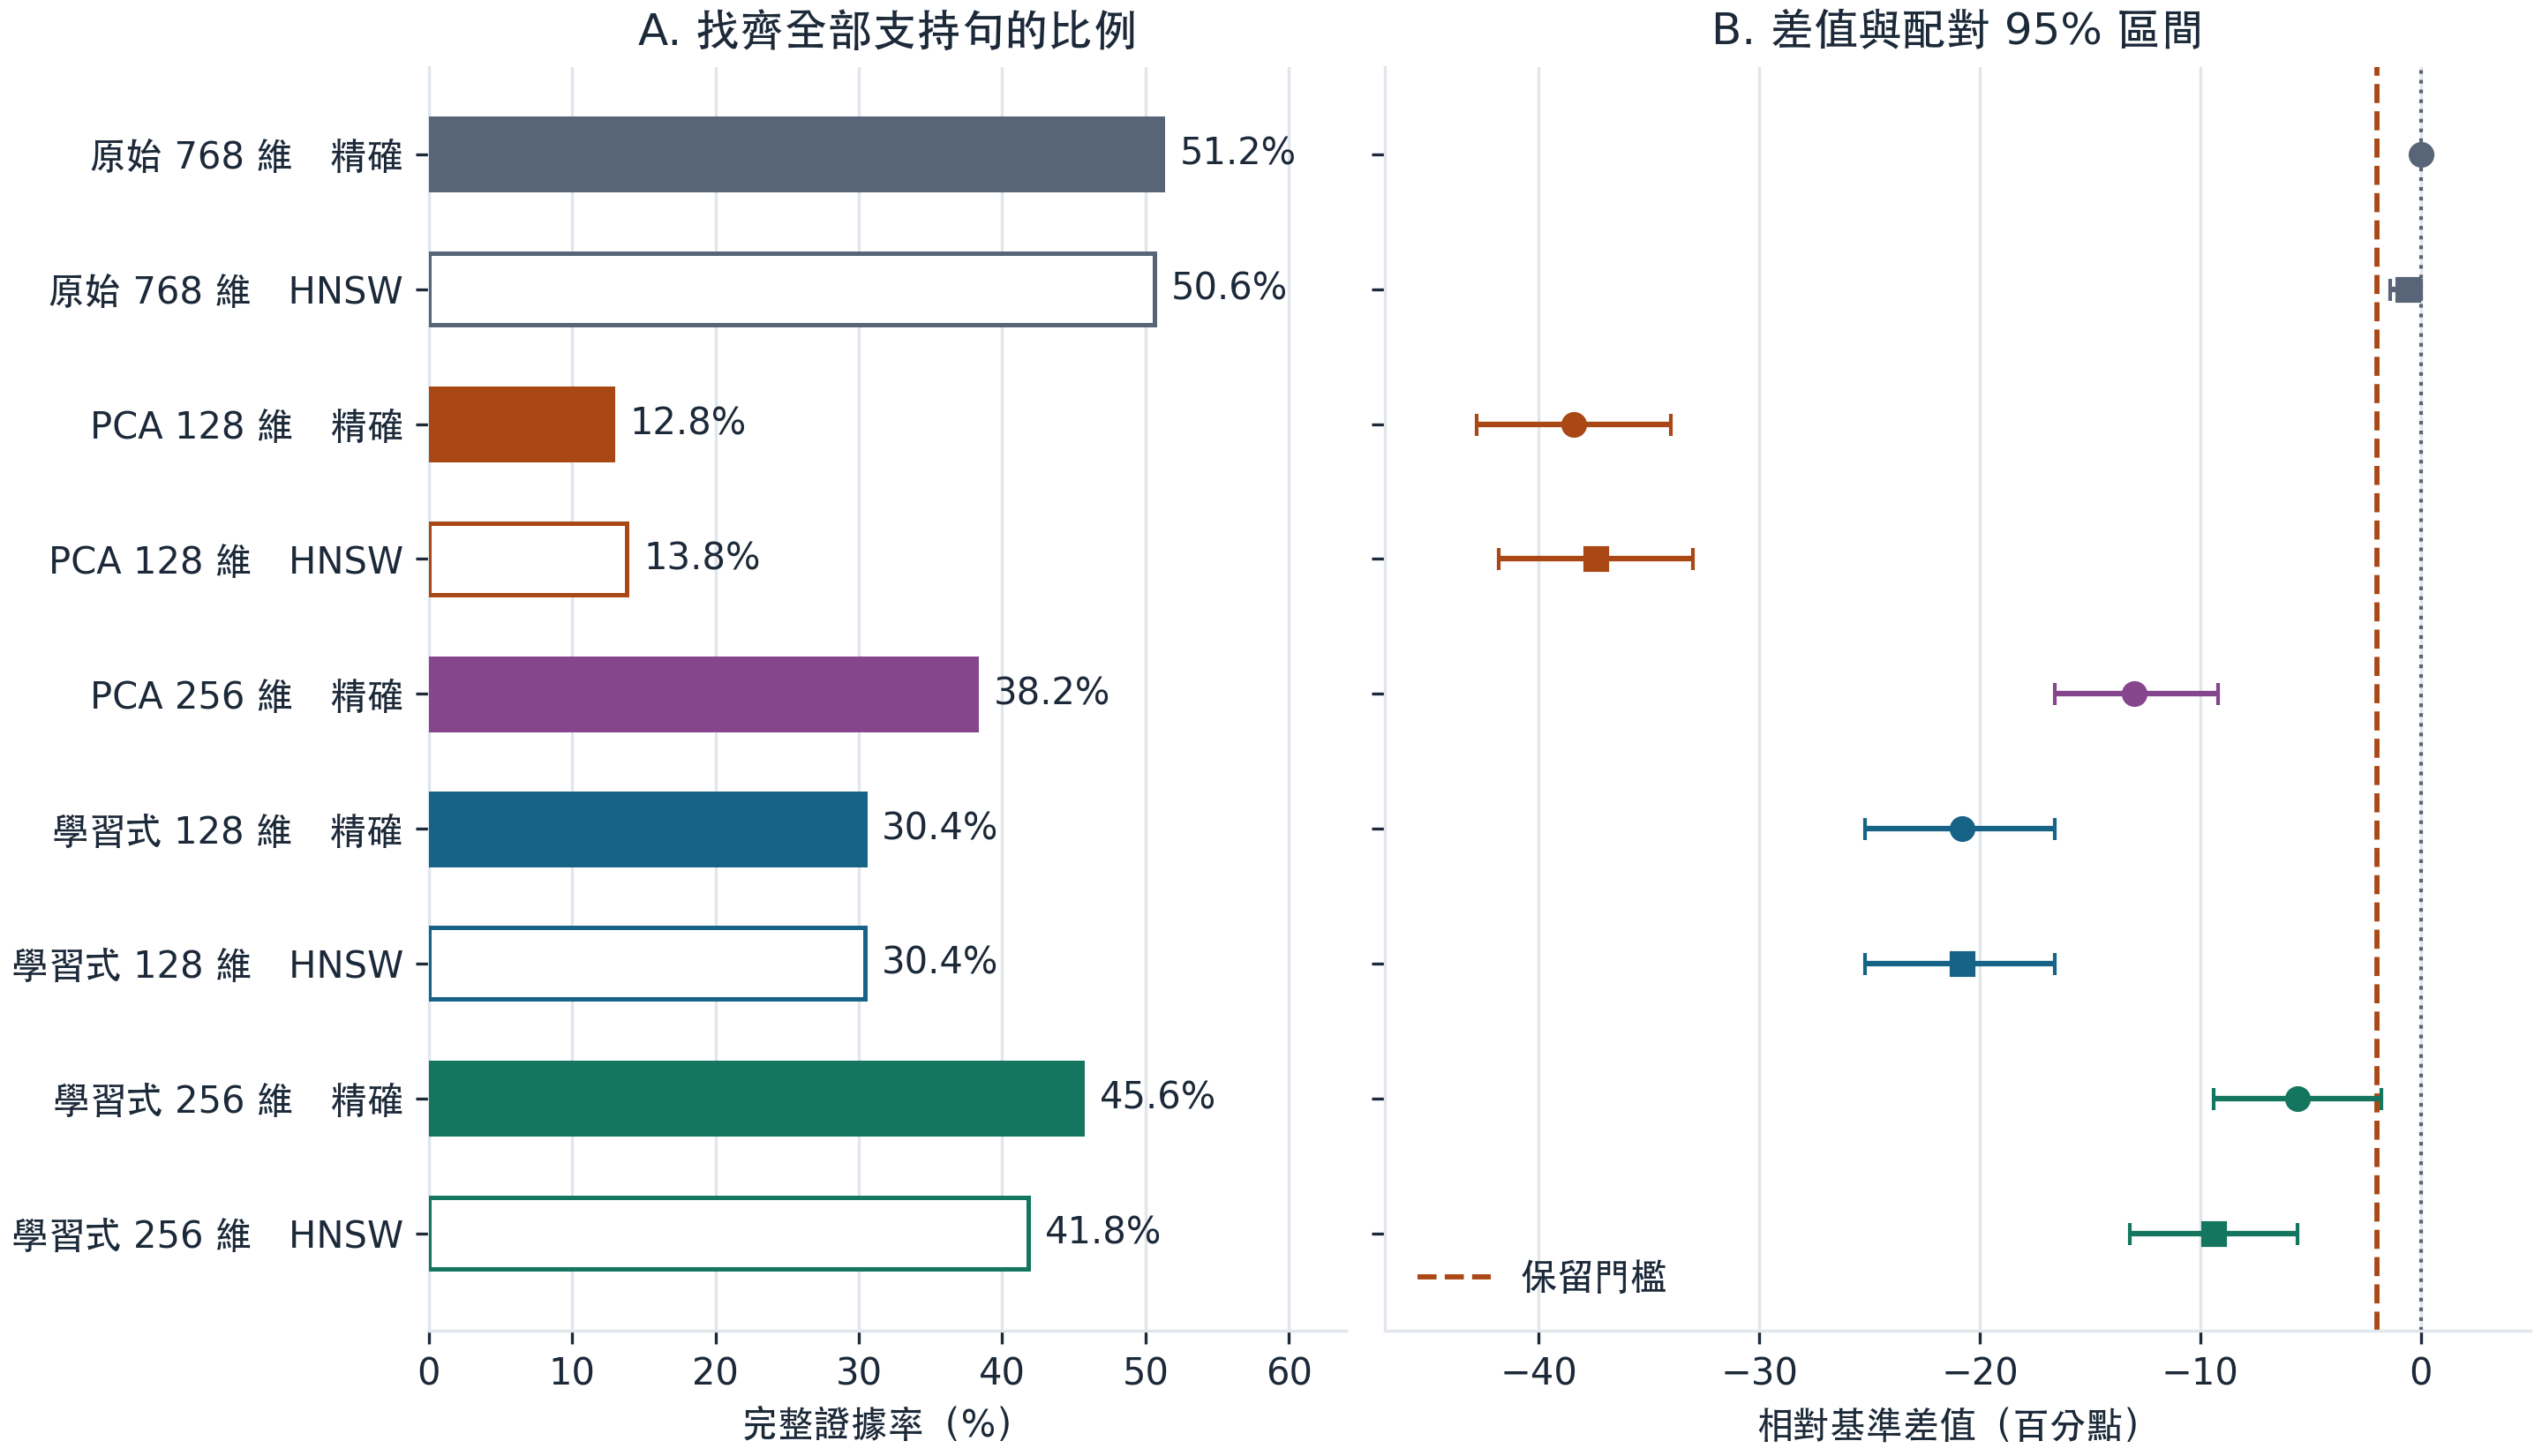 A. 找齊全部支持句的比例
原始 768 維　精確
51.2%
原始 768 維　HNSW
50.6%
PCA 128 維　精確
12.8%
PCA 128 維　HNSW
13.8%
PCA 256 維　精確
38.2%
學習式 128 維　精確
30.4%
學習式 128 維　HNSW
30.4%
學習式 256 維　精確
45.6%
學習式 256 維　HNSW
41.8%
0 10 20 30 40 50 60
完整證據率（%）
B. 差值與配對 95% 區間
保留門檻
−40 −30 −20 −10 0
相對基準差值（百分點）